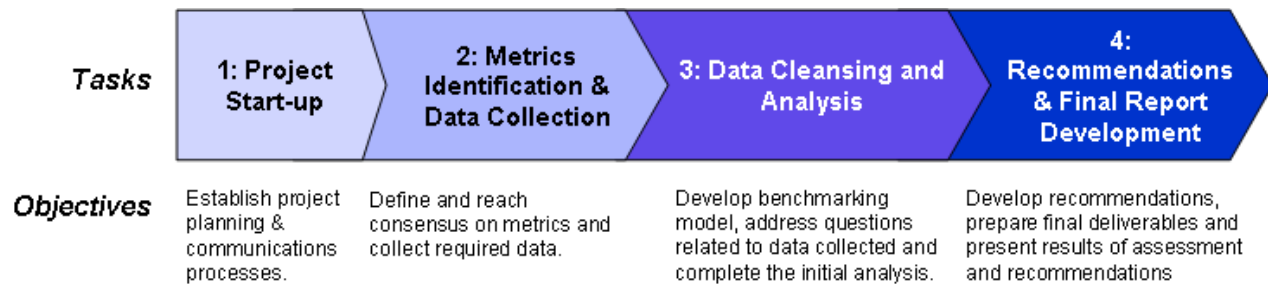 Tasks
1: Project
Start-up
2: Metrics
Identification &
Data Collection
3: Data Cleansing and
Analysis
4:
Recommendations
& Final Report
Development
Objectives
Establish project
planning &
communications
processes.
Define and reach
consensus on metrics and
collect required data.
Develop benchmarking
model, address questions
related to data collected and
complete the initial analysis.
Develop recommendations,
prepare final deliverables and
present results of assessment
and recommendations